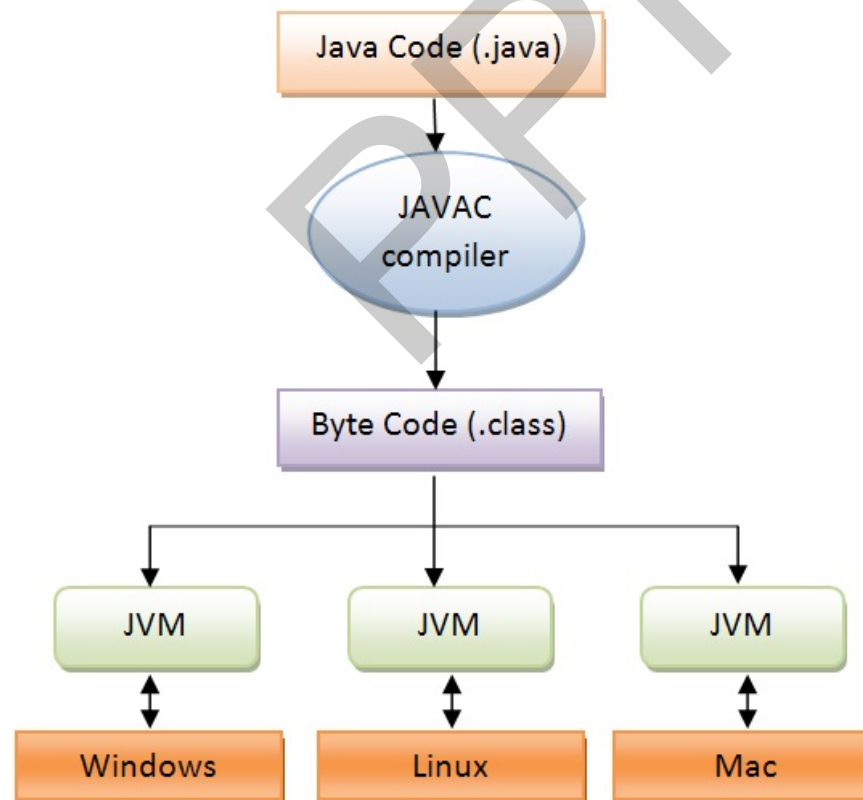 Java Code (.java)
JAVAC
compiler
Byte Code (.class)
JVM JVM JVM
Windows Linux Mac